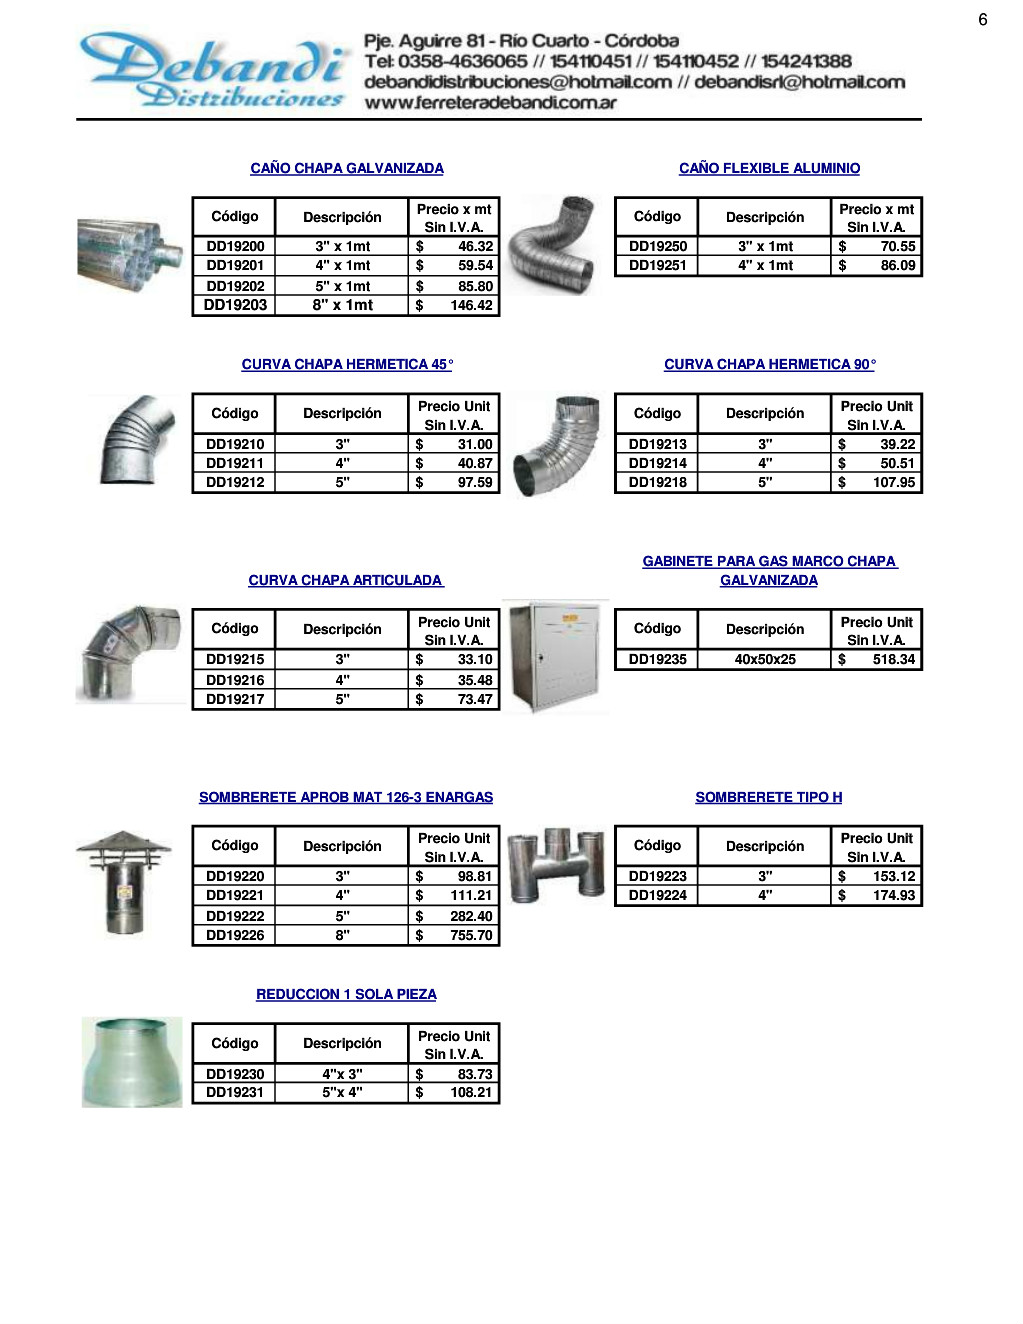 6
Debandi
Distribuciones
Pje. Aguirre 81 - Río Cuarto - Córdoba
Tel: 0358-4636065 // 154110451 // 154110452 // 154241388
debandidistribuciones@hotmail.com // debandisrl@hotmail.com
www.ferreteradebandi.com.ar
CAÑO CHAPA GALVANIZADA
Código Descripción Precio x mt Sin I.V.A.
DD19200 3" x 1mt $ 46.32
DD19201 4" x 1mt $ 59.54
DD19202 5" x 1mt $ 85.80
DD19203 8" x 1mt $ 146.42
CAÑO FLEXIBLE ALUMINIO
Código Descripción Precio x mt Sin I.V.A.
DD19250 3" x 1mt $ 70.55
DD19251 4" x 1mt $ 86.09
CURVA CHAPA HERMETICA 45°
Código Descripción Precio Unit Sin I.V.A.
DD19210 3" $ 31.00
DD19211 4" $ 40.87
DD19212 5" $ 97.59
CURVA CHAPA HERMETICA 90°
Código Descripción Precio Unit Sin I.V.A.
DD19213 3" $ 39.22
DD19214 4" $ 50.51
DD19218 5" $ 107.95
CURVA CHAPA ARTICULADA
Código Descripción Precio Unit Sin I.V.A.
DD19215 3" $ 33.10
DD19216 4" $ 35.48
DD19217 5" $ 73.47
GABINETE PARA GAS MARCO CHAPA
GALVANIZADA
Código Descripción Precio Unit Sin I.V.A.
DD19235 40x50x25 $ 518.34
SOMBRERETE APROB MAT 126-3 ENARGAS
Código Descripción Precio Unit Sin I.V.A.
DD19220 3" $ 98.81
DD19221 4" $ 111.21
DD19222 5" $ 282.40
DD19226 8" $ 755.70
SOMBRERETE TIPO H
Código Descripción Precio Unit Sin I.V.A.
DD19223 3" $ 153.12
DD19224 4" $ 174.93
REDUCCION 1 SOLA PIEZA
Código Descripción Precio Unit Sin I.V.A.
DD19230 4"x 3" $ 83.73
DD19231 5"x 4" $ 108.21